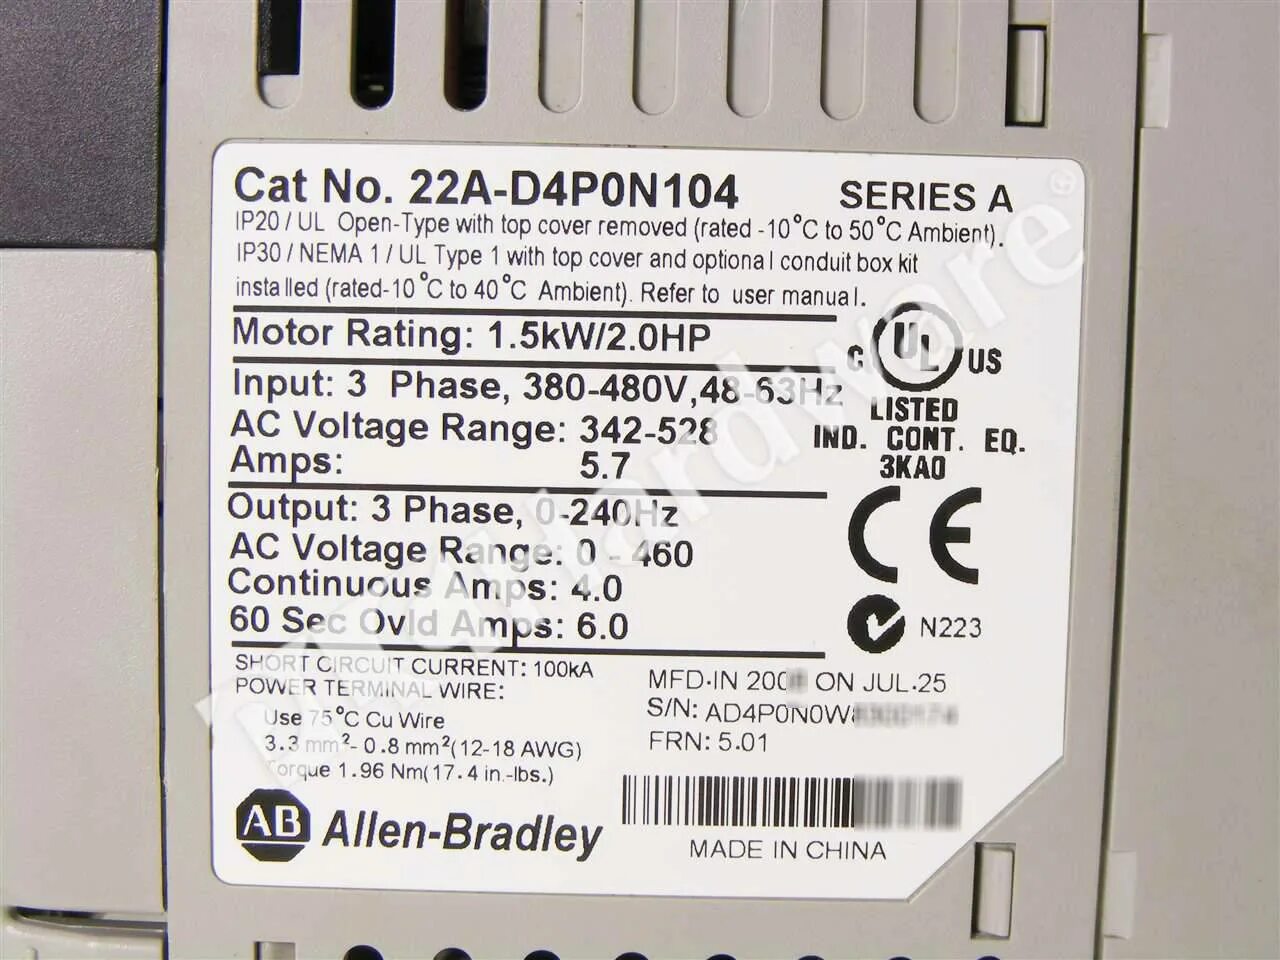 Cat No. 22A-D4P0N104 SERIES A
IP20 / UL Open-Type with top cover removed (rated -10°C to 50°C Ambient).
IP30 / NEMA 1 / UL Type 1 with top cover and optional conduit box kit
installed (rated-10°C to 40°C Ambient). Refer to user manual.
Motor Rating: 1.5kW/2.0HP
Input: 3 Phase, 380-480V,48-63Hz
AC Voltage Range: 342-528
Amps: 5.7
C UL US
LISTED
IND. CONT. EQ.
3KA0
Output: 3 Phase, 0-240Hz
AC Voltage Range: 0 - 460
Continuous Amps: 4.0
60 Sec Ovld Amps: 6.0
CE
N223
SHORT CIRCUIT CURRENT: 100kA
POWER TERMINAL WIRE:
Use 75°C Cu Wire
3.3 mm²- 0.8 mm²(12-18 AWG)
Torque 1.96 Nm(17.4 in.-lbs.)
MFD.IN 200 ON JUL.25
S/N: AD4P0N0W
FRN: 5.01
AB Allen-Bradley
MADE IN CHINA
PLCHardware®